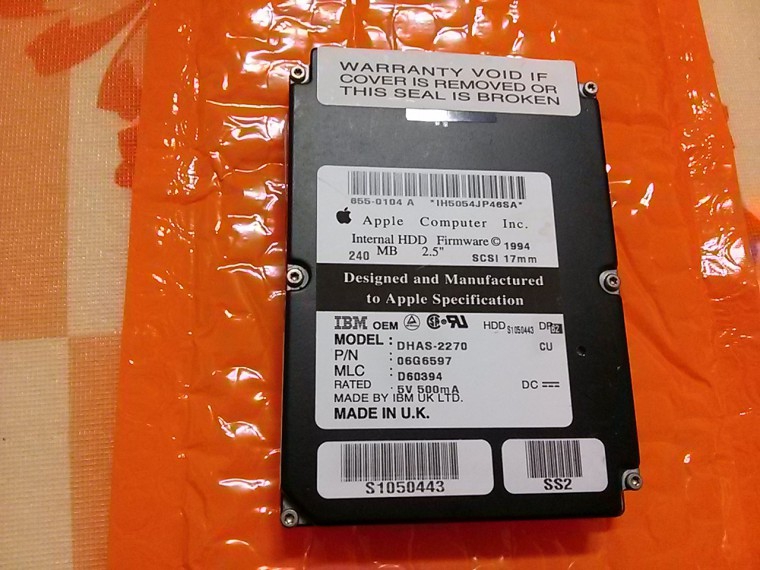 WARRANTY VOID IF
COVER IS REMOVED OR
THIS SEAL IS BROKEN
655-0104 A *IH5054JP46SA*
Apple Computer Inc.
Internal HDD Firmware © 1994
240 MB 2.5" SCSI 17mm
Designed and Manufactured
to Apple Specification
IBM OEM HDD S1050443 DP 62
MODEL : DHAS-2270 CU
P/N : 06G6597
MLC : D60394
RATED : 5V 500mA DC
MADE BY IBM UK LTD.
MADE IN U.K.
S1050443
SS2